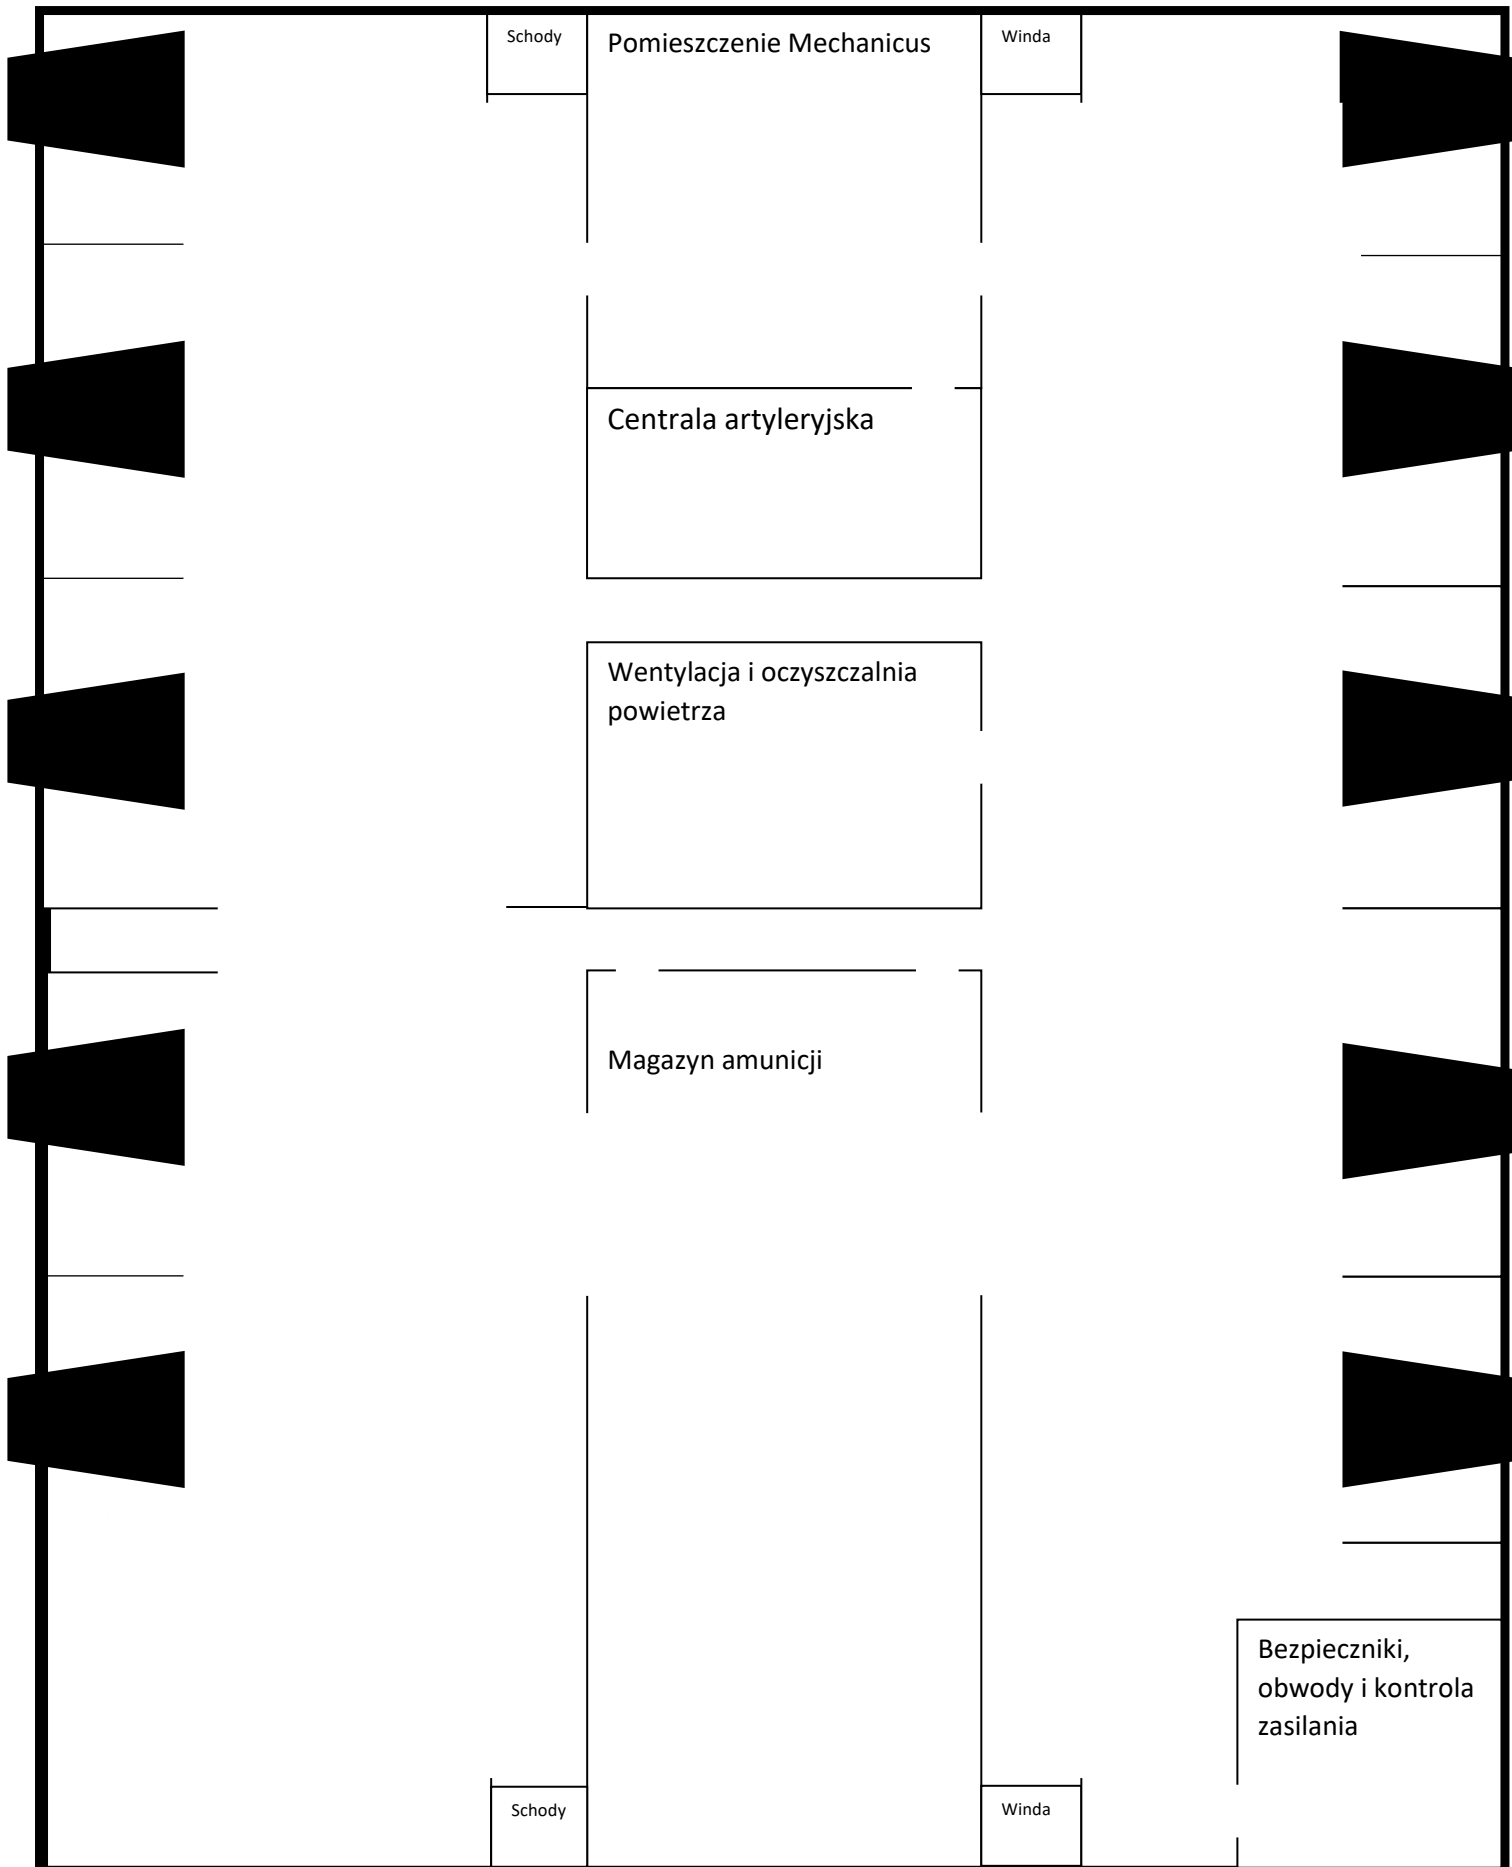 Schody
Pomieszczenie Mechanicus
Winda
Centrala artyleryjska
Wentylacja i oczyszczalnia
powietrza
Magazyn amunicji
Bezpieczniki,
obwody i kontrola
zasilania
Schody
Winda